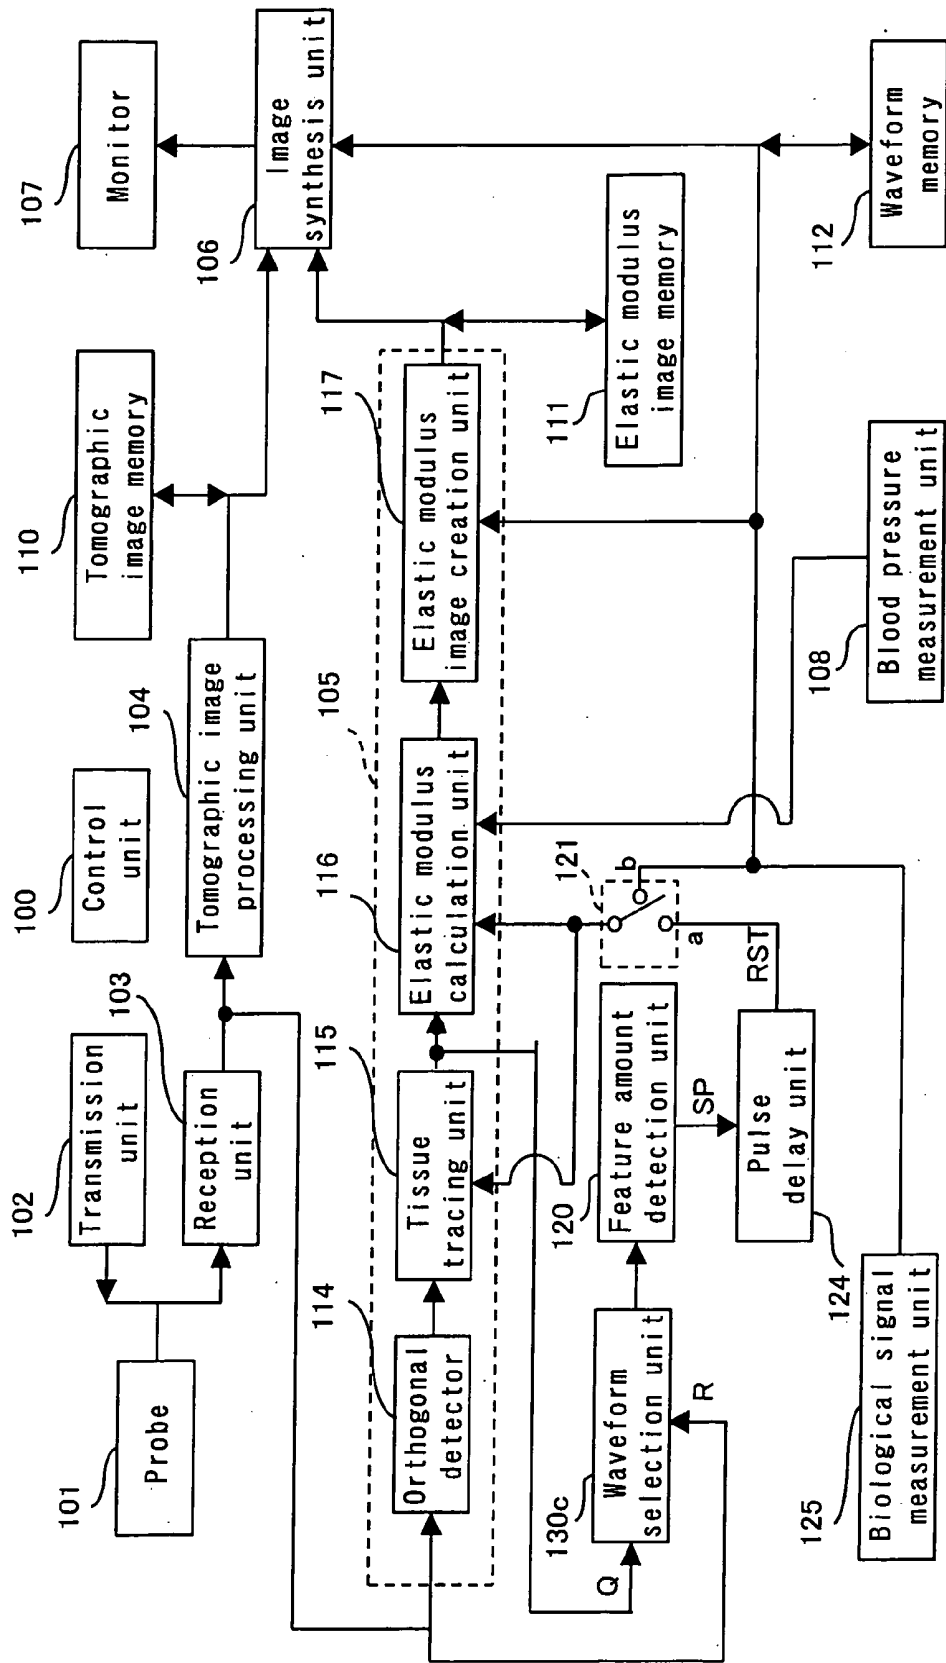 101
Probe
102
Transmission
unit
103
Reception
unit
100
Control
unit
104
Tomographic image
processing unit
110
Tomographic
image memory
107
Monitor
106
Image
synthesis unit
105
114
Orthogonal
detector
115
Tissue
tracing unit
116
Elastic modulus
calculation unit
117
Elastic modulus
image creation unit
111
Elastic modulus
image memory
Q
130c
Waveform
selection unit
R
120
Feature amount
detection unit
SP
121
b
a
RST
124
Pulse
delay unit
125
Biological signal
measurement unit
108
Blood pressure
measurement unit
112
Waveform
memory